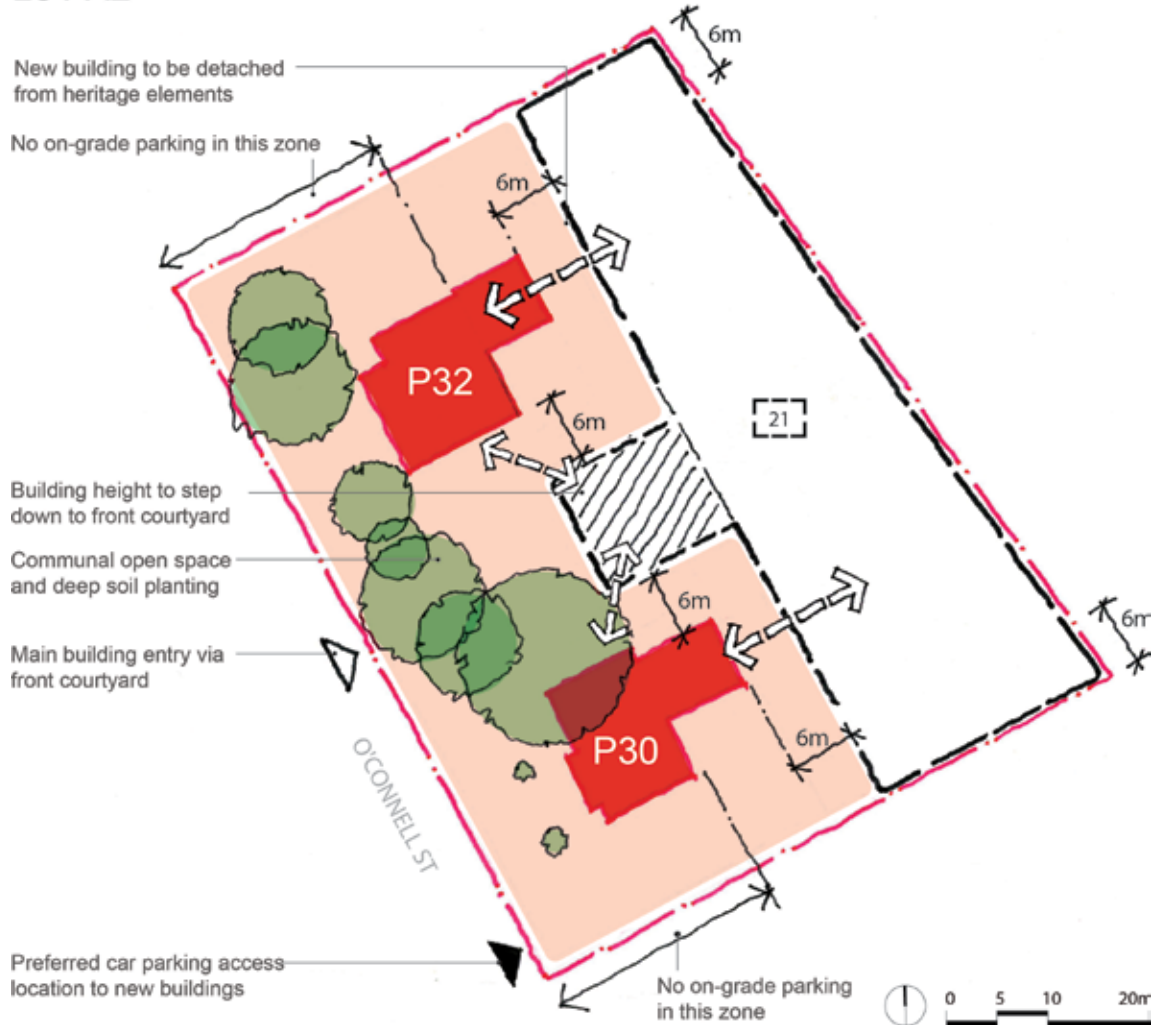 6m
New building to be detached
from heritage elements
No on-grade parking in this zone
6m
P32
6m
21
Building height to step
down to front courtyard
Communal open space
and deep soil planting
6m
6m
Main building entry via
front courtyard
P30
6m
O'CONNELL ST
Preferred car parking access
location to new buildings
No on-grade parking
in this zone
0 5 10 20m